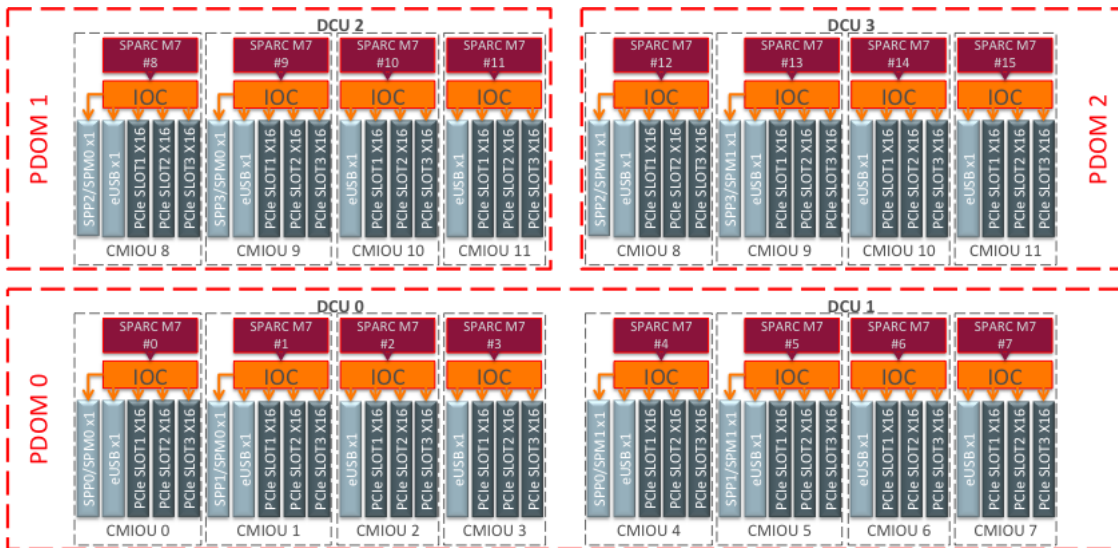 DCU 2
PDOM 1
SPARC M7
#8
IOC
SPP2/SPM0 x1
eUSB x1
PCIe SLOT1 X16
PCIe SLOT2 X16
PCIe SLOT3 X16
CMIOU 8
SPARC M7
#9
IOC
SPP3/SPM0 x1
eUSB x1
PCIe SLOT1 X16
PCIe SLOT2 X16
PCIe SLOT3 X16
CMIOU 9
SPARC M7
#10
IOC
eUSB x1
PCIe SLOT1 X16
PCIe SLOT2 X16
PCIe SLOT3 X16
CMIOU 10
SPARC M7
#11
IOC
eUSB x1
PCIe SLOT1 X16
PCIe SLOT2 X16
PCIe SLOT3 X16
CMIOU 11
DCU 3
SPARC M7
#12
IOC
SPP2/SPM1 x1
eUSB x1
PCIe SLOT1 X16
PCIe SLOT2 X16
PCIe SLOT3 X16
CMIOU 8
SPARC M7
#13
IOC
SPP3/SPM1 x1
eUSB x1
PCIe SLOT1 X16
PCIe SLOT2 X16
PCIe SLOT3 X16
CMIOU 9
SPARC M7
#14
IOC
eUSB x1
PCIe SLOT1 X16
PCIe SLOT2 X16
PCIe SLOT3 X16
CMIOU 10
SPARC M7
#15
IOC
eUSB x1
PCIe SLOT1 X16
PCIe SLOT2 X16
PCIe SLOT3 X16
CMIOU 11
PDOM 2
DCU 0
PDOM 0
SPARC M7
#0
IOC
SPP0/SPM0 x1
eUSB x1
PCIe SLOT1 X16
PCIe SLOT2 X16
PCIe SLOT3 X16
CMIOU 0
SPARC M7
#1
IOC
SPP1/SPM0 x1
eUSB x1
PCIe SLOT1 X16
PCIe SLOT2 X16
PCIe SLOT3 X16
CMIOU 1
SPARC M7
#2
IOC
eUSB x1
PCIe SLOT1 X16
PCIe SLOT2 X16
PCIe SLOT3 X16
CMIOU 2
SPARC M7
#3
IOC
eUSB x1
PCIe SLOT1 X16
PCIe SLOT2 X16
PCIe SLOT3 X16
CMIOU 3
DCU 1
SPARC M7
#4
IOC
SPP0/SPM1 x1
eUSB x1
PCIe SLOT1 X16
PCIe SLOT2 X16
PCIe SLOT3 X16
CMIOU 4
SPARC M7
#5
IOC
SPP1/SPM1 x1
eUSB x1
PCIe SLOT1 X16
PCIe SLOT2 X16
PCIe SLOT3 X16
CMIOU 5
SPARC M7
#6
IOC
eUSB x1
PCIe SLOT1 X16
PCIe SLOT2 X16
PCIe SLOT3 X16
CMIOU 6
SPARC M7
#7
IOC
eUSB x1
PCIe SLOT1 X16
PCIe SLOT2 X16
PCIe SLOT3 X16
CMIOU 7